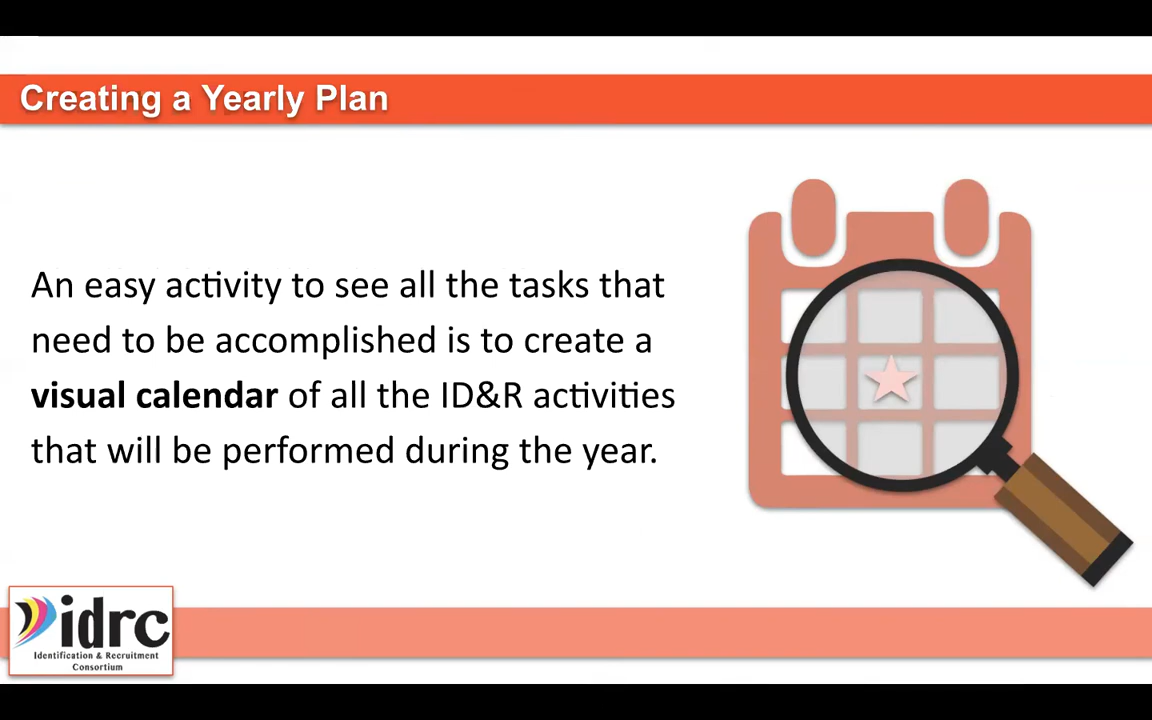 Creating a Yearly Plan
An easy activity to see all the tasks that
need to be accomplished is to create a
visual calendar of all the ID&R activities
that will be performed during the year.
idrc
Identification & Recruitment
Consortium